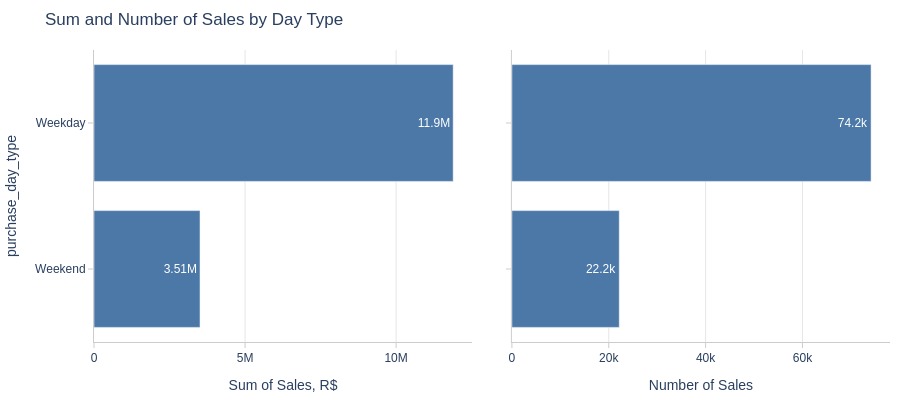 Sum and Number of Sales by Day Type
purchase_day_type
Weekday
Weekend
11.9M
3.51M
0
5M
10M
Sum of Sales, R$
74.2k
22.2k
0
20k
40k
60k
Number of Sales